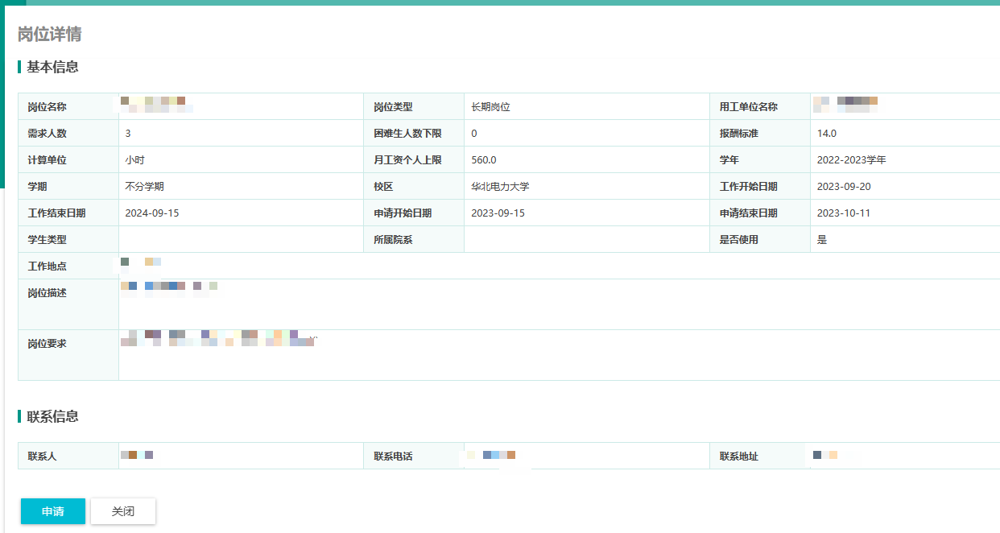 岗位详情
基本信息
岗位名称 岗位类型 长期岗位 用工单位名称
需求人数 3 困难生人数下限 0 报酬标准 14.0
计算单位 小时 月工资个人上限 560.0 学年 2022-2023学年
学期 不分学期 校区 华北电力大学 工作开始日期 2023-09-20
工作结束日期 2024-09-15 申请开始日期 2023-09-15 申请结束日期 2023-10-11
学生类型 所属院系 是否使用 是
工作地点
岗位描述
岗位要求
联系信息
联系人 联系电话 联系地址
申请 关闭